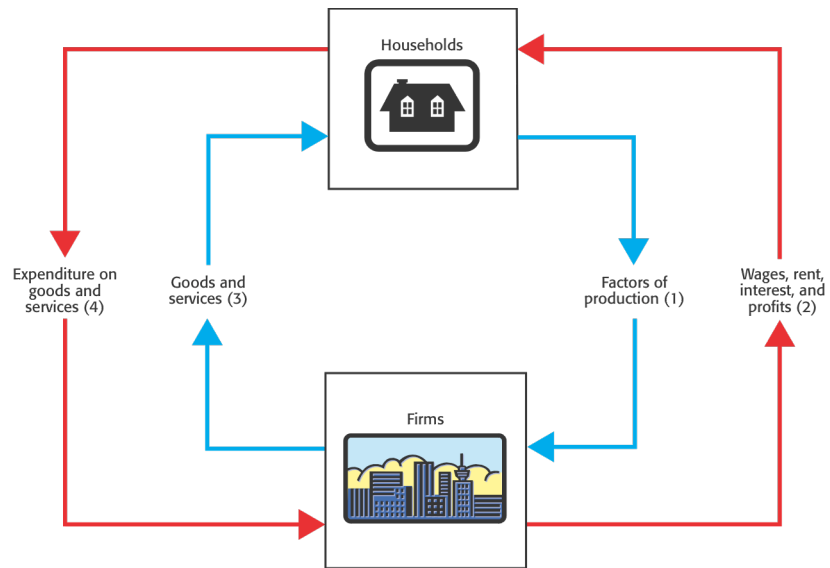 Households
Expenditure on
goods and
services (4)
Goods and
services (3)
Factors of
production (1)
Wages, rent,
interest, and
profits (2)
Firms